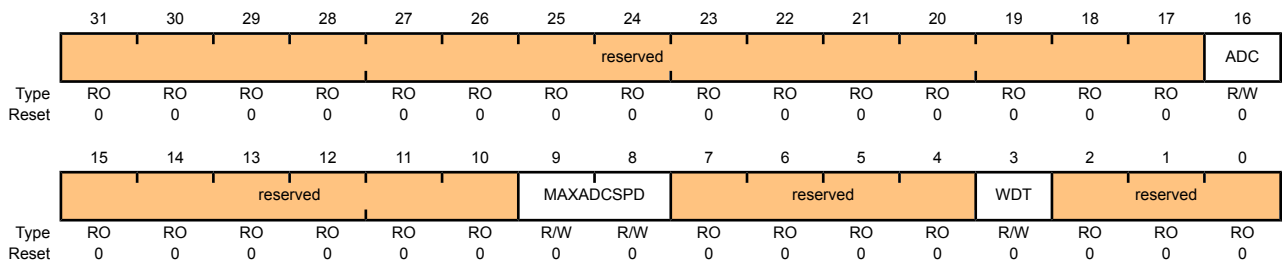 31 30 29 28 27 26 25 24 23 22 21 20 19 18 17 16
reserved ADC
Type RO RO RO RO RO RO RO RO RO RO RO RO RO RO RO R/W
Reset 0 0 0 0 0 0 0 0 0 0 0 0 0 0 0 0
15 14 13 12 11 10 9 8 7 6 5 4 3 2 1 0
reserved MAXADCSPD reserved WDT reserved
Type RO RO RO RO RO RO R/W R/W RO RO RO RO R/W RO RO RO
Reset 0 0 0 0 0 0 0 0 0 0 0 0 0 0 0 0